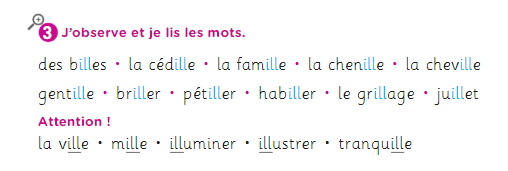 3 J'observe et je lis les mots.
des billes • la cédille • la famille • la chenille • la cheville
gentille • briller • pétiller • habiller • le grillage • juillet
Attention !
la ville • mille • illuminer • illustrer • tranquille